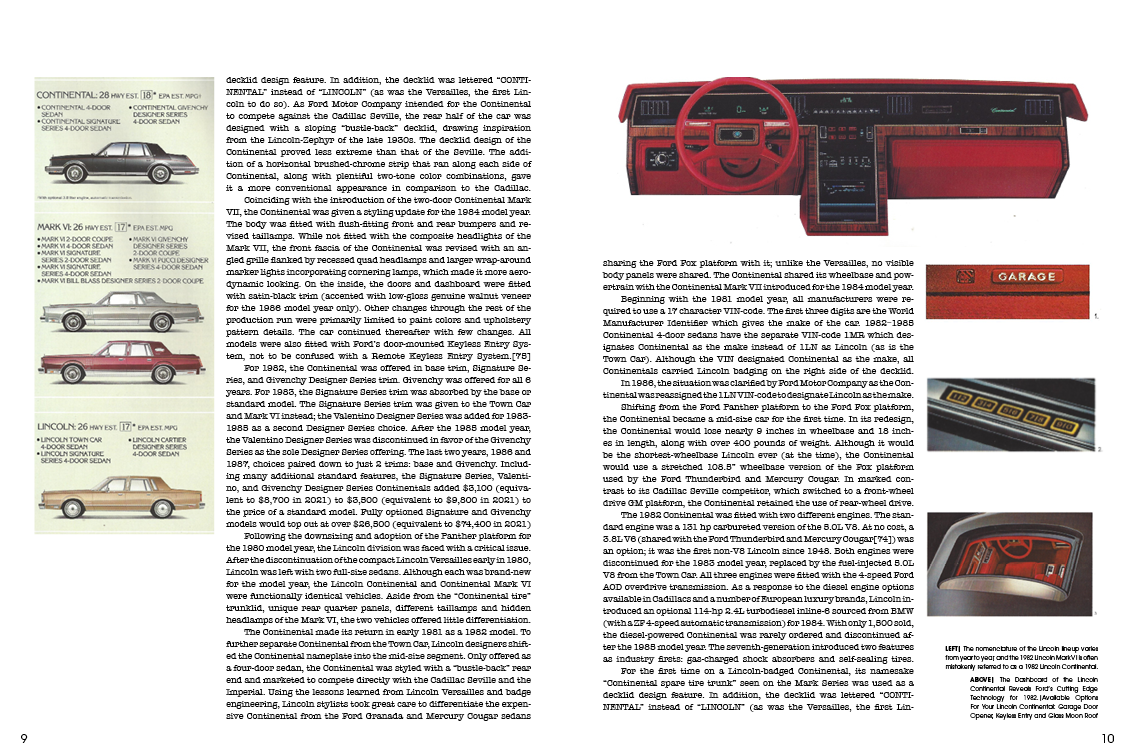 CONTINENTAL: 28 HWY EST. 18* EPA EST. MPG†
• CONTINENTAL 4-DOOR
SEDAN
• CONTINENTAL SIGNATURE
SERIES 4-DOOR SEDAN
• CONTINENTAL GIVENCHY
DESIGNER SERIES
4-DOOR SEDAN
MARK VI: 26 HWY EST. 17* EPA EST. MPG
• MARK VI 2-DOOR COUPE
• MARK VI 4-DOOR SEDAN
• MARK VI SIGNATURE
SERIES 2-DOOR SEDAN
• MARK VI SIGNATURE
SERIES 4-DOOR SEDAN
• MARK VI GIVENCHY
DESIGNER SERIES
2-DOOR COUPE
• MARK VI PUCCI DESIGNER
SERIES 4-DOOR SEDAN
• MARK VI BILL BLASS DESIGNER SERIES 2-DOOR COUPE
LINCOLN: 26 HWY EST. 17* EPA EST. MPG
• LINCOLN TOWN CAR
4-DOOR SEDAN
• LINCOLN SIGNATURE
SERIES 4-DOOR SEDAN
• LINCOLN CARTIER
DESIGNER SERIES
4-DOOR SEDAN
decklid design feature. In addition, the decklid was lettered “CONTI-
NENTAL” instead of “LINCOLN” (as was the Versailles, the first Lin-
coln to do so). As Ford Motor Company intended for the Continental
to compete against the Cadillac Seville, the rear half of the car was
designed with a sloping “bustle-back” decklid, drawing inspiration
from the Lincoln-Zephyr of the late 1930s. The decklid design of the
Continental proved less extreme than that of the Seville. The addi-
tion of a horizontal brushed-chrome strip that ran along each side of
Continental, along with plentiful two-tone color combinations, gave
it a more conventional appearance in comparison to the Cadillac.
Coinciding with the introduction of the two-door Continental Mark
VII, the Continental was given a styling update for the 1984 model year.
The body was fitted with flush-fitting front and rear bumpers and re-
vised taillamps. While not fitted with the composite headlights of the
Mark VII, the front fascia of the Continental was revised with an an-
gled grille flanked by recessed quad headlamps and larger wrap-around
marker lights incorporating cornering lamps, which made it more aero-
dynamic looking. On the inside, the doors and dashboard were fitted
with satin-black trim (accented with low-gloss genuine walnut veneer
for the 1986 model year only). Other changes through the rest of the
production run were primarily limited to paint colors and upholstery
pattern details. The car continued thereafter with few changes. All
models were also fitted with Ford's door-mounted Keyless Entry Sys-
tem, not to be confused with a Remote Keyless Entry System.[75]
For 1982, the Continental was offered in base trim, Signature Se-
ries, and Givenchy Designer Series trim. Givenchy was offered for all 6
years. For 1983, the Signature Series trim was absorbed by the base or
standard model. The Signature Series trim was given to the Town Car
and Mark VI instead; the Valentino Designer Series was added for 1983-
1985 as a second Designer Series choice. After the 1985 model year,
the Valentino Designer Series was discontinued in favor of the Givenchy
Series as the sole Designer Series offering. The last two years, 1986 and
1987, choices paired down to just 2 trims: base and Givenchy. Includ-
ing many additional standard features, the Signature Series, Valenti-
no, and Givenchy Designer Series Continentals added $3,100 (equiva-
lent to $8,700 in 2021) to $3,500 (equivalent to $9,800 in 2021) to
the price of a standard model. Fully optioned Signature and Givenchy
models would top out at over $26,500 (equivalent to $74,400 in 2021)
Following the downsizing and adoption of the Panther platform for
the 1980 model year, the Lincoln division was faced with a critical issue.
After the discontinuation of the compact Lincoln Versailles early in 1980,
Lincoln was left with two full-size sedans. Although each was brand-new
for the model year, the Lincoln Continental and Continental Mark VI
were functionally identical vehicles. Aside from the “Continental tire”
trunklid, unique rear quarter panels, different taillamps and hidden
headlamps of the Mark VI, the two vehicles offered little differentiation.
The Continental made its return in early 1981 as a 1982 model. To
further separate Continental from the Town Car, Lincoln designers shift-
ed the Continental nameplate into the mid-size segment. Only offered as
a four-door sedan, the Continental was styled with a “bustle-back” rear
end and marketed to compete directly with the Cadillac Seville and the
Imperial. Using the lessons learned from Lincoln Versailles and badge
engineering, Lincoln stylists took great care to differentiate the expen-
sive Continental from the Ford Granada and Mercury Cougar sedans
9
sharing the Ford Fox platform with it; unlike the Versailles, no visible
body panels were shared. The Continental shared its wheelbase and pow-
ertrain with the Continental Mark VII introduced for the 1984 model year.
Beginning with the 1981 model year, all manufacturers were re-
quired to use a 17 character VIN-code. The first three digits are the World
Manufacturer Identifier which gives the make of the car. 1982–1985
Continental 4-door sedans have the separate VIN-code 1MR which des-
ignates Continental as the make instead of 1LN as Lincoln (as is the
Town Car). Although the VIN designated Continental as the make, all
Continentals carried Lincoln badging on the right side of the decklid.
In 1986, the situation was clarified by Ford Motor Company as the Con-
tinental was reassigned the 1LN VIN-code to designate Lincoln as the make.
Shifting from the Ford Panther platform to the Ford Fox platform,
the Continental became a mid-size car for the first time. In its redesign,
the Continental would lose nearly 9 inches in wheelbase and 18 inch-
es in length, along with over 400 pounds of weight. Although it would
be the shortest-wheelbase Lincoln ever (at the time), the Continental
would use a stretched 108.5" wheelbase version of the Fox platform
used by the Ford Thunderbird and Mercury Cougar. In marked con-
trast to its Cadillac Seville competitor, which switched to a front-wheel
drive GM platform, the Continental retained the use of rear-wheel drive.
The 1982 Continental was fitted with two different engines. The stan-
dard engine was a 131 hp carbureted version of the 5.0L V8. At no cost, a
3.8L V6 (shared with the Ford Thunderbird and Mercury Cougar[74]) was
an option; it was the first non-V8 Lincoln since 1948. Both engines were
discontinued for the 1983 model year, replaced by the fuel-injected 5.0L
V8 from the Town Car. All three engines were fitted with the 4-speed Ford
AOD overdrive transmission. As a response to the diesel engine options
available in Cadillacs and a number of European luxury brands, Lincoln in-
troduced an optional 114-hp 2.4L turbodiesel inline-6 sourced from BMW
(with a ZF 4-speed automatic transmission) for 1984. With only 1,500 sold,
the diesel-powered Continental was rarely ordered and discontinued af-
ter the 1985 model year. The seventh-generation introduced two features
as industry firsts: gas-charged shock absorbers and self-sealing tires.
For the first time on a Lincoln-badged Continental, its namesake
“Continental spare tire trunk” seen on the Mark Series was used as a
decklid design feature. In addition, the decklid was lettered “CONTI-
NENTAL” instead of “LINCOLN” (as was the Versailles, the first Lin-
GARAGE
1.
2.
LEFT| The nomenclature of the Lincoln lineup varies
from year to year, and the 1982 Lincoln Mark VI is often
mistakenly referred to as a 1982 Lincoln Continental.
ABOVE| The Dashboard of the Lincoln
Continental Reveals Ford's Cutting Edge
Technology for 1982.|Available Options
For Your Lincoln Continental: Garage Door
Opener, Keyless Entry and Glass Moon Roof
10